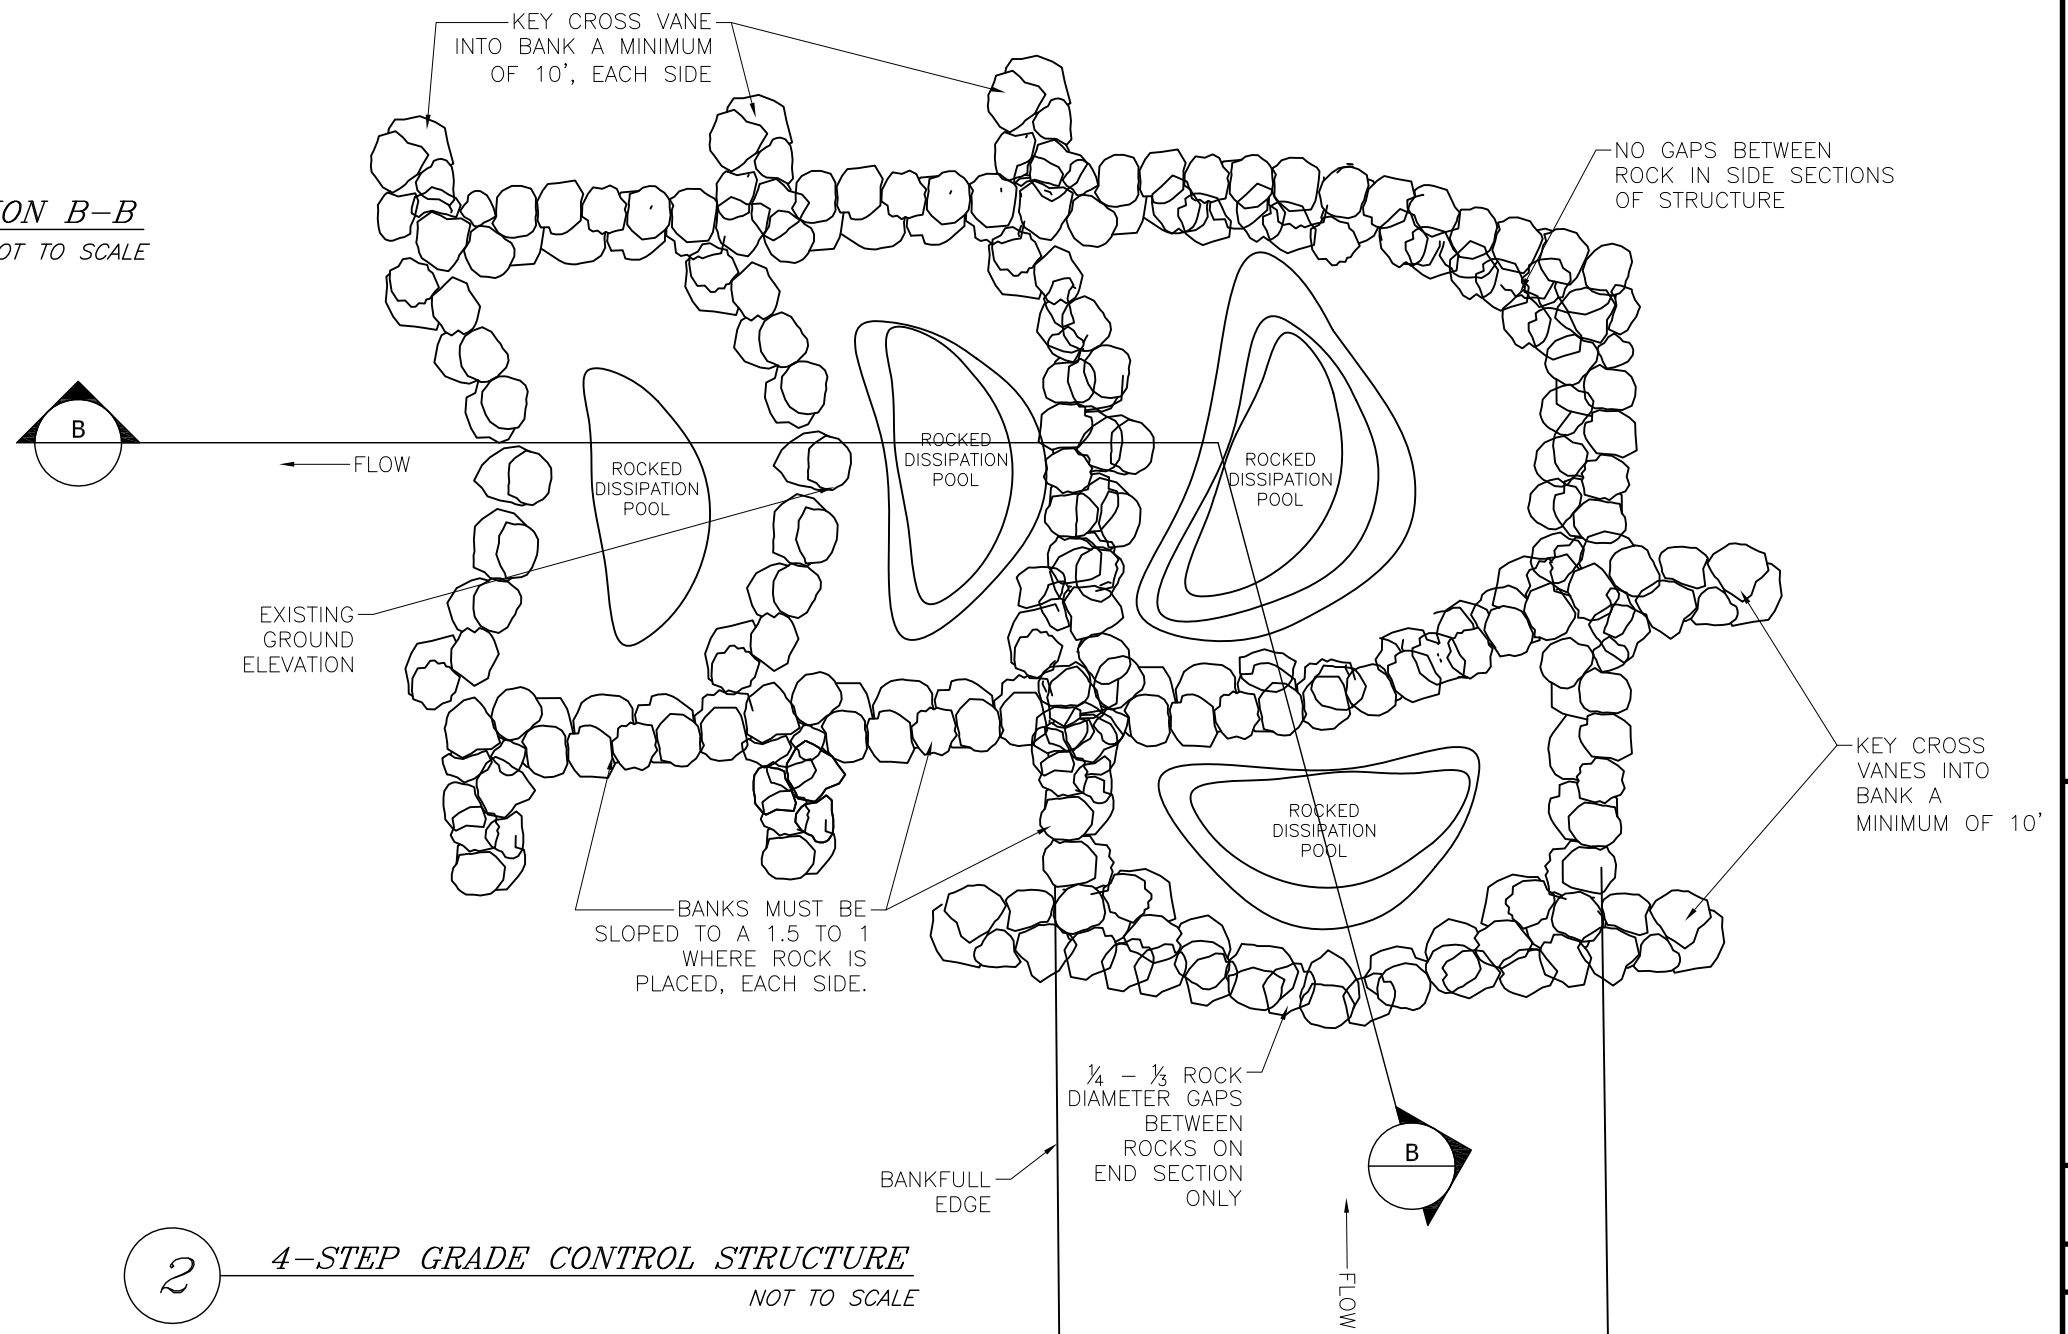 KEY CROSS VANE
INTO BANK A MINIMUM
OF 10', EACH SIDE
NO GAPS BETWEEN
ROCK IN SIDE SECTIONS
OF STRUCTURE
ION B-B
OT TO SCALE
B
FLOW
ROCKED
DISSIPATION
POOL
ROCKED
DISSIPATION
POOL
ROCKED
DISSIPATION
POOL
EXISTING
GROUND
ELEVATION
KEY CROSS
VANES INTO
BANK A
MINIMUM OF 10'
ROCKED
DISSIPATION
POOL
BANKS MUST BE
SLOPED TO A 1.5 TO 1
WHERE ROCK IS
PLACED, EACH SIDE.
¼ - ⅓ ROCK
DIAMETER GAPS
BETWEEN
ROCKS ON
END SECTION
ONLY
BANKFULL
EDGE
B
FLOW
2
4-STEP GRADE CONTROL STRUCTURE
NOT TO SCALE